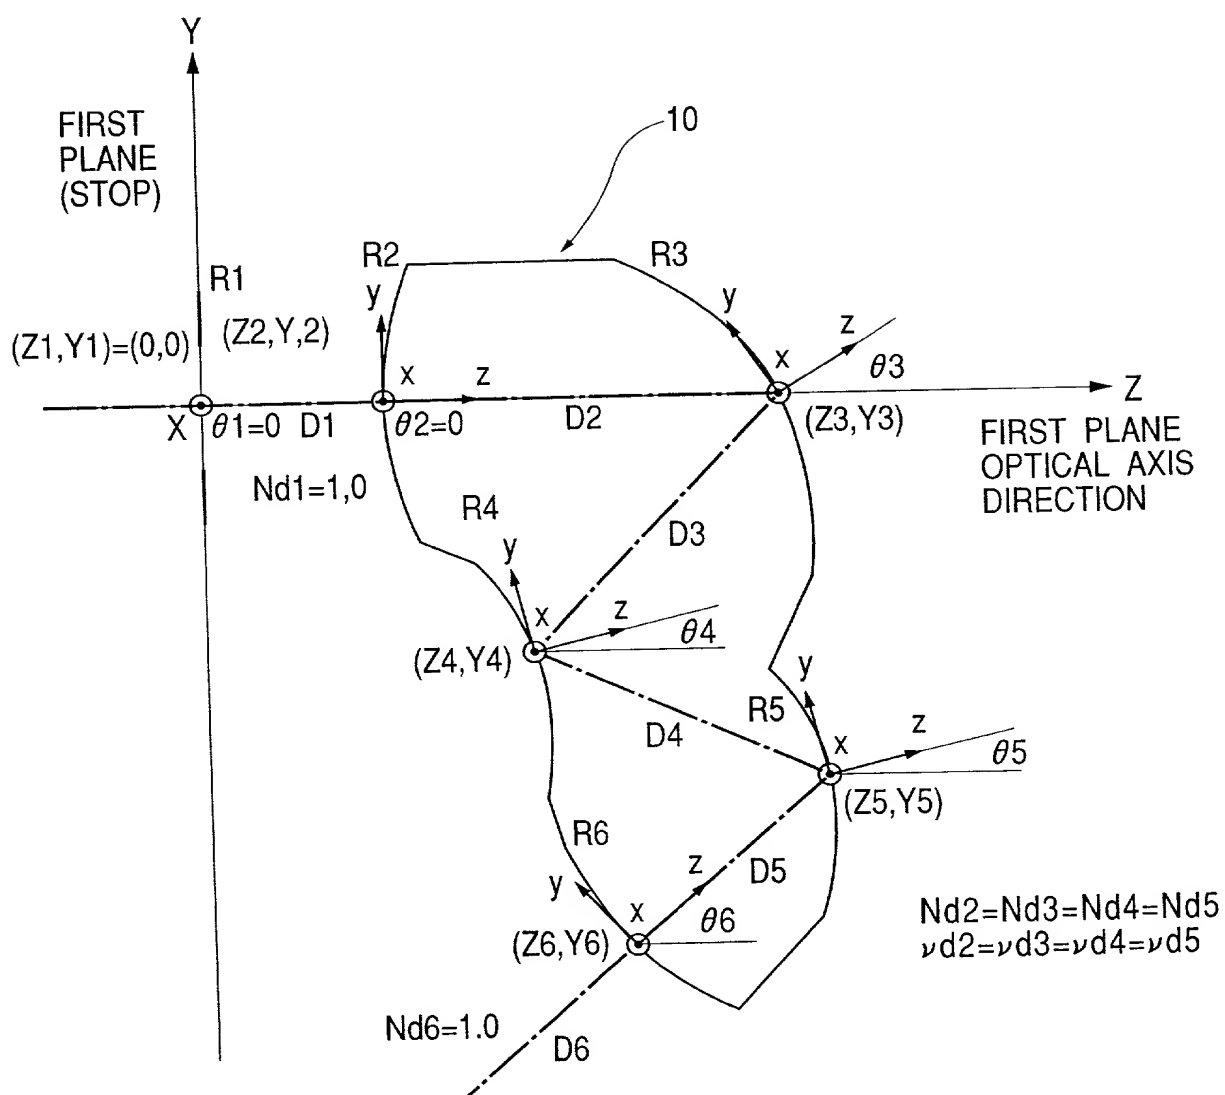 Y
FIRST
PLANE
(STOP)
10
R2
R3
R1
y
y
z
(Z1,Y1)=(0,0)
(Z2,Y,2)
x
θ3
x
z
Z
X
θ1=0
D1
θ2=0
D2
(Z3,Y3)
FIRST PLANE
OPTICAL AXIS
DIRECTION
Nd1=1,0
R4
D3
y
x
z
θ4
(Z4,Y4)
y
R5
D4
x
z
θ5
(Z5,Y5)
R6
z
D5
y
x
θ6
Nd2=Nd3=Nd4=Nd5
νd2=νd3=νd4=νd5
(Z6,Y6)
Nd6=1.0
D6